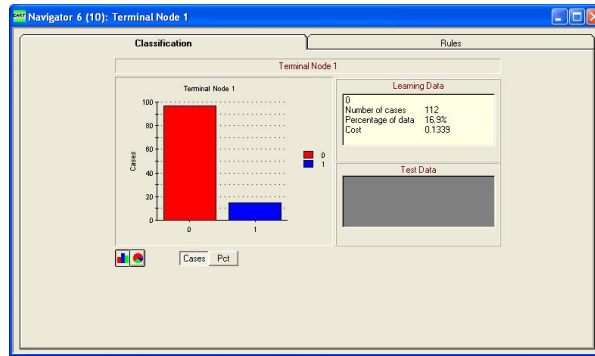 CART Navigator 6 (10): Terminal Node 1
Classification Rules
Terminal Node 1
Terminal Node 1
Cases
100
80
60
40
20
0
0 1
0
1
Learning Data
0
Number of cases 112
Percentage of data 16.9%
Cost 0.1339
Test Data
Cases Pct